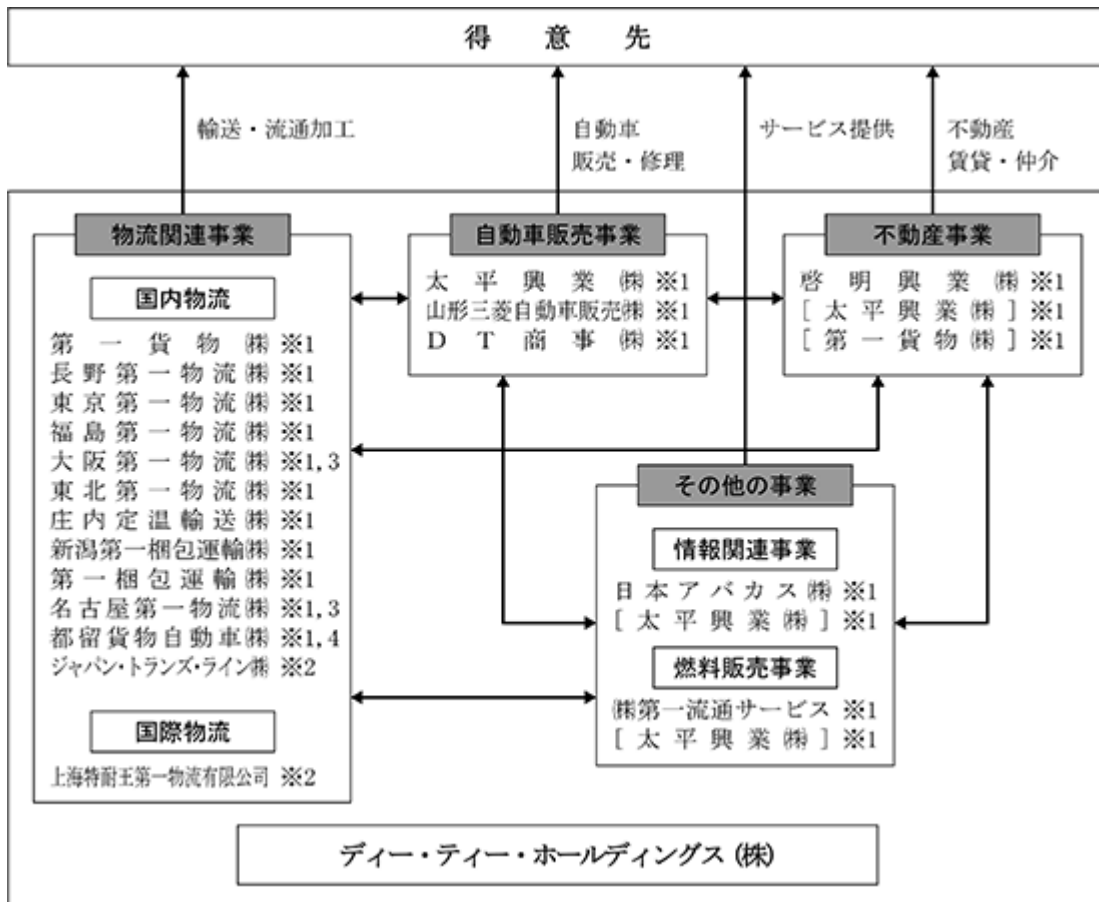 得意先
輸送・流通加工
自動車
販売・修理
サービス提供
不動産
賃貸・仲介
物流関連事業
国内物流
第一貨物㈱ ※1
長野第一物流㈱ ※1
東京第一物流㈱ ※1
福島第一物流㈱ ※1
大阪第一物流㈱ ※1,3
東北第一物流㈱ ※1
庄内定温輸送㈱ ※1
新潟第一梱包運輸㈱ ※1
第一梱包運輸㈱ ※1
名古屋第一物流㈱ ※1,3
都留貨物自動車㈱ ※1,4
ジャパン・トランズ・ライン㈱ ※2
国際物流
上海特耐王第一物流有限公司 ※2
自動車販売事業
太平興業㈱ ※1
山形三菱自動車販売㈱ ※1
DT商事㈱ ※1
不動産事業
啓明興業㈱ ※1
[太平興業㈱] ※1
[第一貨物㈱] ※1
その他の事業
情報関連事業
日本アバカス㈱ ※1
[太平興業㈱] ※1
燃料販売事業
㈱第一流通サービス ※1
[太平興業㈱] ※1
ディー・ティー・ホールディングス(株)